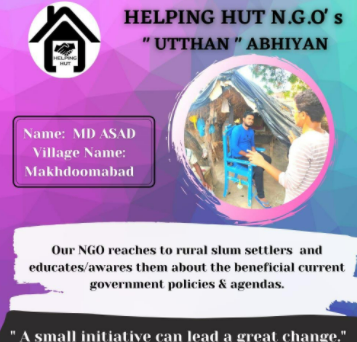 HELPING HUT N.G.O' s
" UTTHAN " ABHIYAN
HELPING
HUT
Name: MD ASAD
Village Name:
Makhdoomabad
Our NGO reaches to rural slum settlers and
educates/awares them about the beneficial current
government policies & agendas.
" A small initiative can lead a great change."